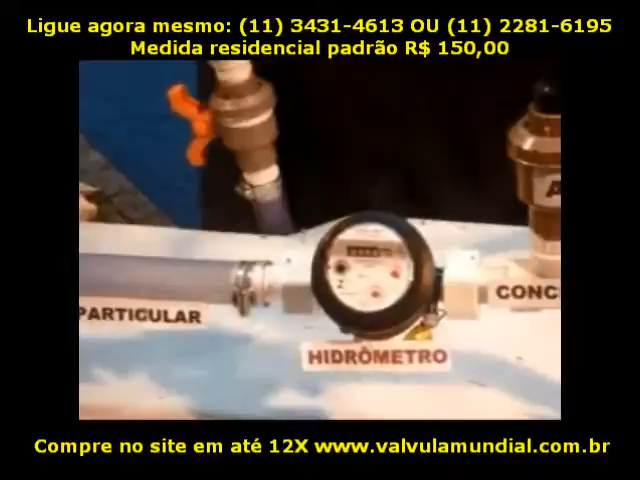 Ligue agora mesmo: (11) 3431-4613 OU (11) 2281-6195
Medida residencial padrão R$ 150,00
PARTICULAR
CONC
HIDRÔMETRO
Compre no site em até 12X www.valvulamundial.com.br